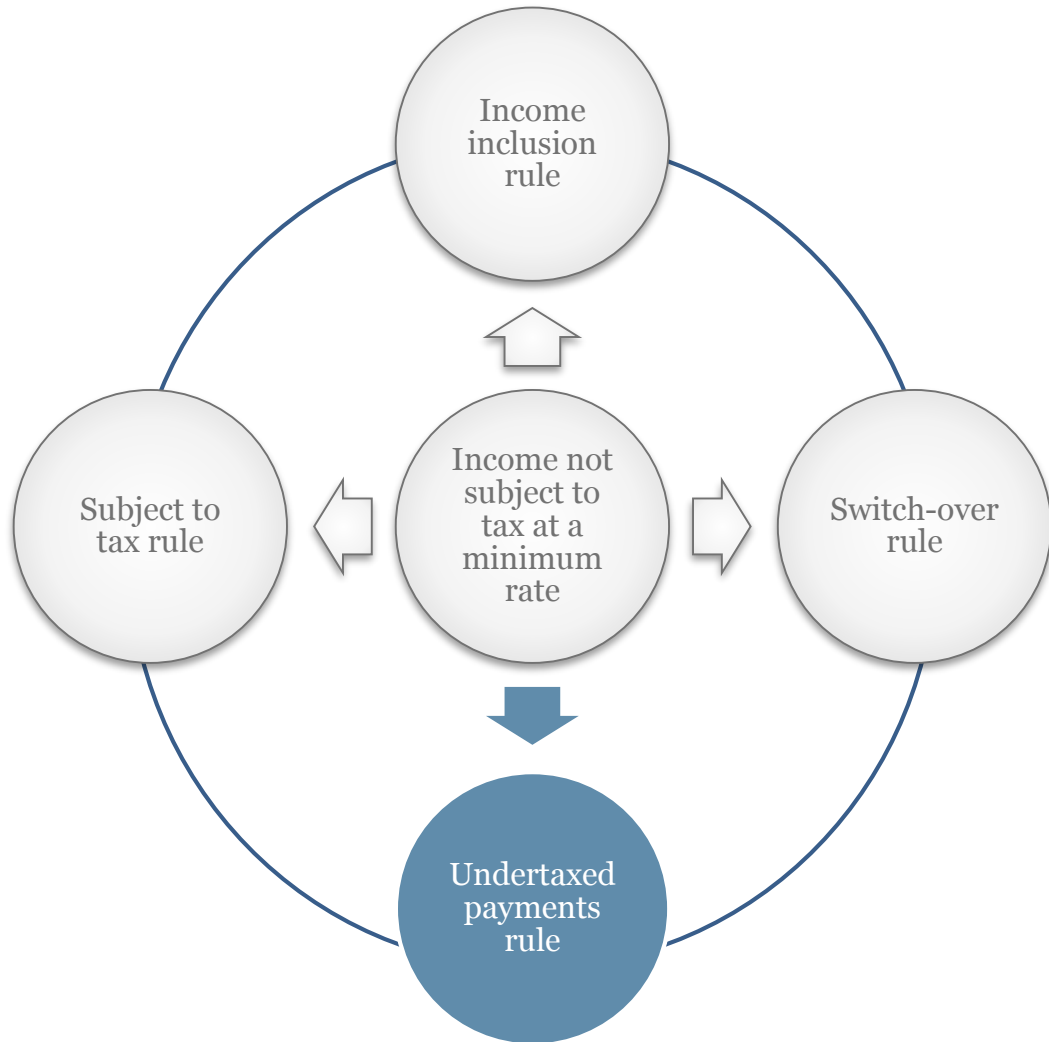 Income
inclusion
rule
Subject to
tax rule
Income not
subject to
tax at a
minimum
rate
Switch-over
rule
Undertaxed
payments
rule